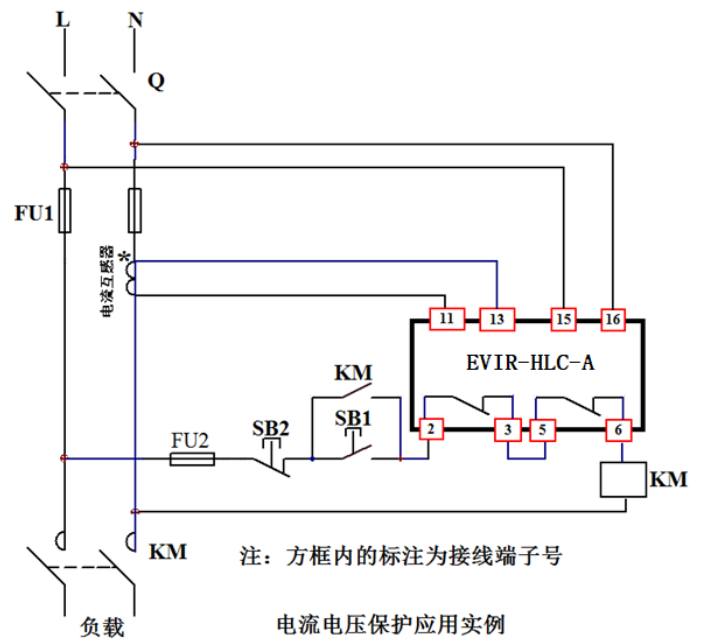 L N
Q
FU1
电流互感器
*
11 13 15 16
EVIR-HLC-A
KM
SB2 SB1
FU2
2 3 5 6
KM
KM
注：方框内的标注为接线端子号
负载
电流电压保护应用实例